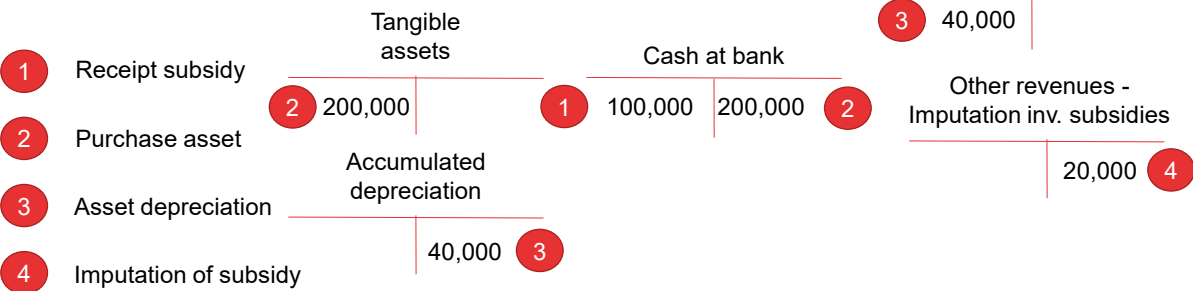 1 Receipt subsidy
2 Purchase asset
3 Asset depreciation
4 Imputation of subsidy
Tangible
assets
2 200,000
Accumulated
depreciation
40,000 3
Cash at bank
1 100,000 200,000 2
3 40,000
Other revenues -
Imputation inv. subsidies
20,000 4